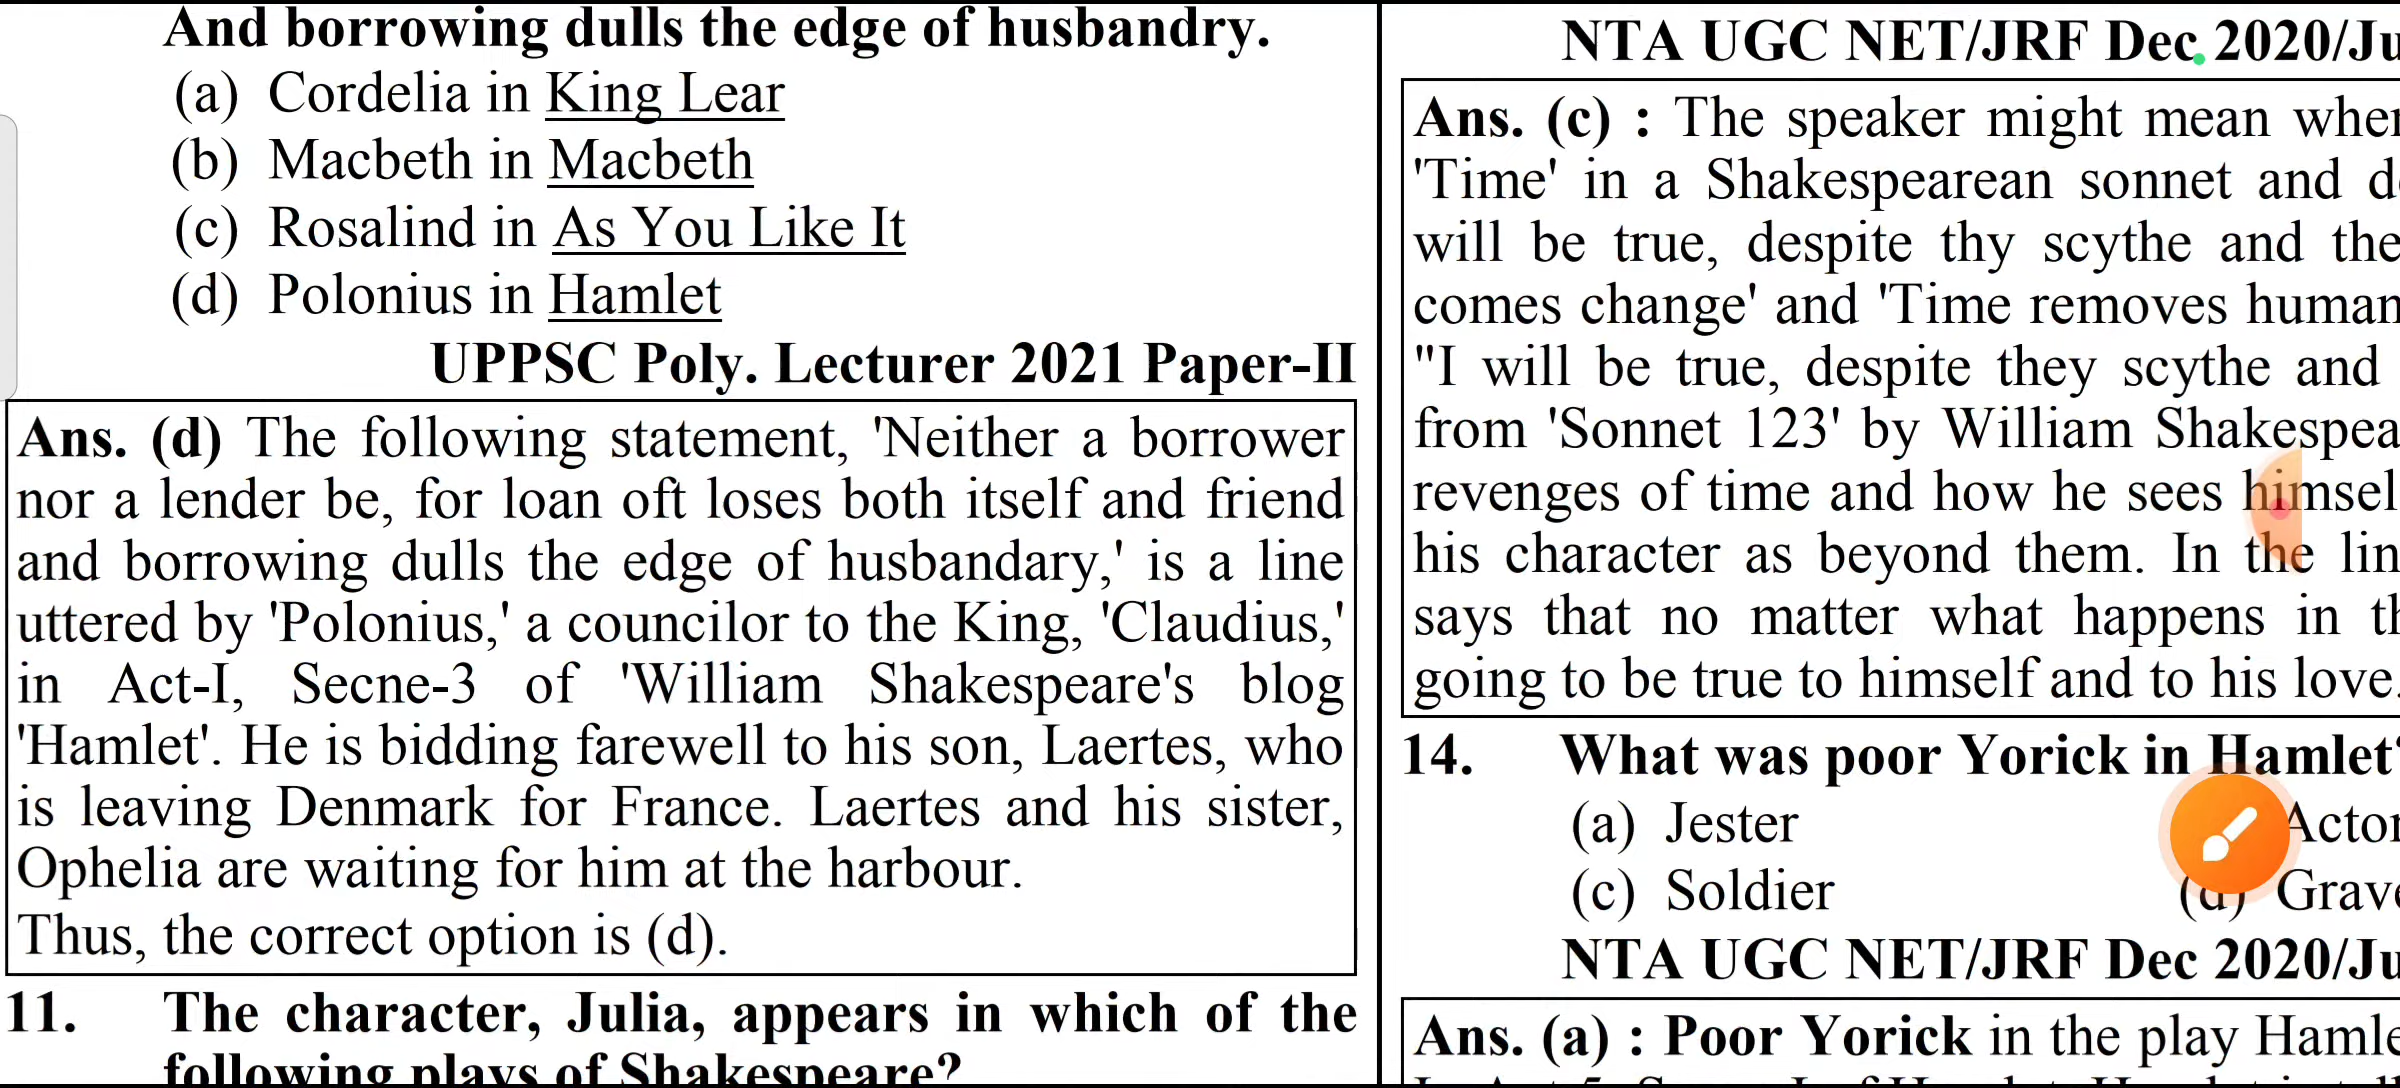 And borrowing dulls the edge of husbandry.
(a) Cordelia in King Lear
(b) Macbeth in Macbeth
(c) Rosalind in As You Like It
(d) Polonius in Hamlet
UPPSC Poly. Lecturer 2021 Paper-II
Ans. (d) The following statement, 'Neither a borrower
nor a lender be, for loan oft loses both itself and friend
and borrowing dulls the edge of husbandary,' is a line
uttered by 'Polonius,' a councilor to the King, 'Claudius,'
in Act-I, Secne-3 of 'William Shakespeare's blog
'Hamlet'. He is bidding farewell to his son, Laertes, who
is leaving Denmark for France. Laertes and his sister,
Ophelia are waiting for him at the harbour.
Thus, the correct option is (d).
11. The character, Julia, appears in which of the
following plays of Shakespeare?
NTA UGC NET/JRF Dec 2020/Ju
Ans. (c) : The speaker might mean when
'Time' in a Shakespearean sonnet and
will be true, despite thy scythe and the
comes change' and 'Time removes human
"I will be true, despite they scythe and
from 'Sonnet 123' by William Shakespea
revenges of time and how he sees himsel
his character as beyond them. In the lin
says that no matter what happens in th
going to be true to himself and to his love.
14. What was poor Yorick in Hamlet?
(a) Jester Actor
(c) Soldier (d) Grave
NTA UGC NET/JRF Dec 2020/Ju
Ans. (a) : Poor Yorick in the play Hamle